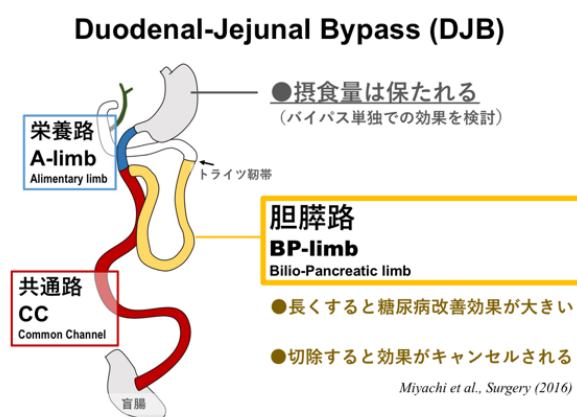 Duodenal-Jejunal Bypass (DJB)
●摂食量は保たれる
（バイパス単独での効果を検討）
栄養路
A-limb
Alimentary limb
トライツ靭帯
胆膵路
BP-limb
Bilio-Pancreatic limb
共通路
CC
Common Channel
●長くすると糖尿病改善効果が大きい
●切除すると効果がキャンセルされる
盲腸
Miyachi et al., Surgery (2016)